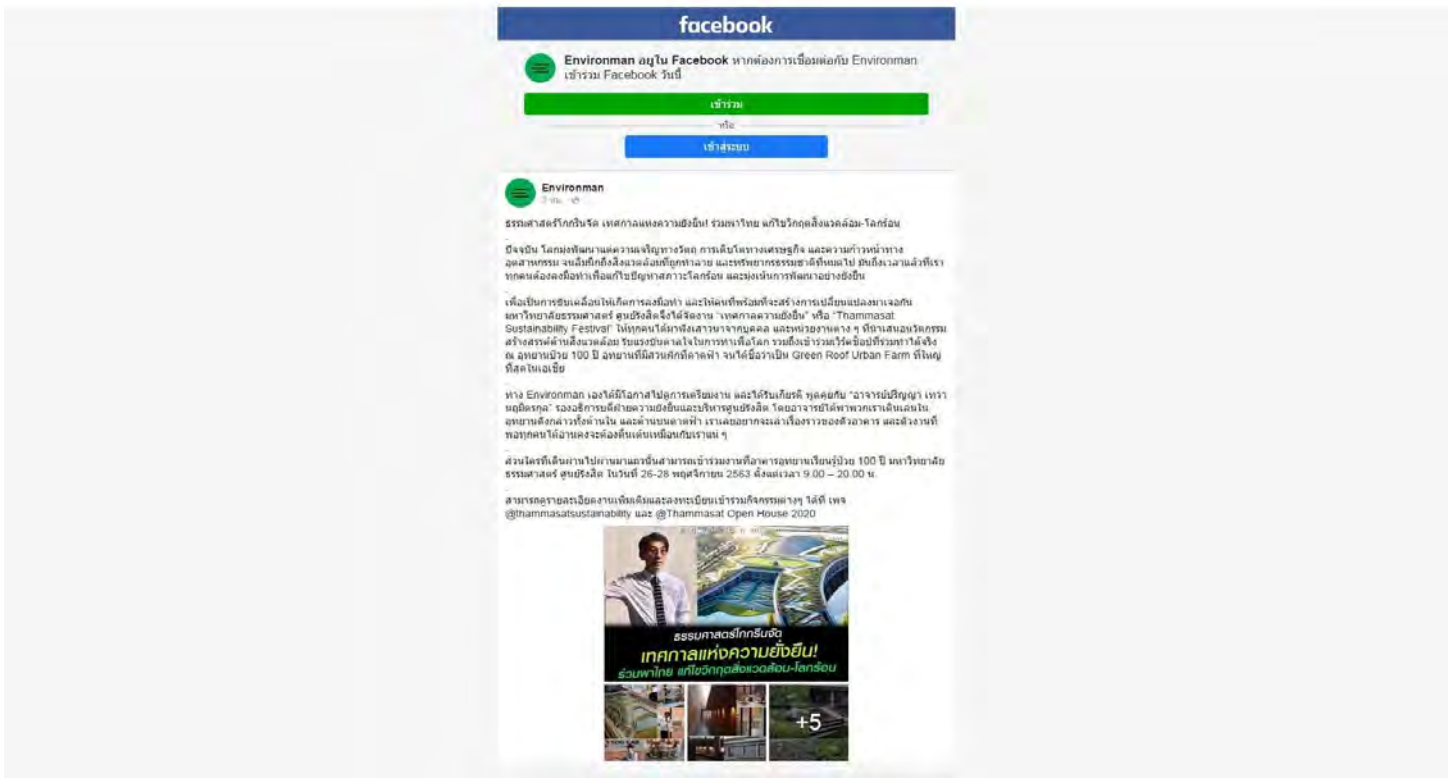 facebook
Environman อยู่ใน Facebook หากต้องการเชื่อมต่อกับ Environman
เข้าร่วม Facebook วันนี้
เข้าร่วม
หรือ
เข้าสู่ระบบ
Environman
ธรรมศาสตร์โกกรีนจัด เทศกาลแห่งความยั่งยืน! ร่วมพาไทย แก้ไขวิกฤตสิ่งแวดล้อม-โลกร้อน
ปัจจุบัน โลกมุ่งพัฒนาแต่ความเจริญทางวัตถุ การเติบโตทางเศรษฐกิจ และความก้าวหน้าทาง
อุตสาหกรรม จนลืมนึกถึงสิ่งแวดล้อมที่ถูกทำลาย และทรัพยากรธรรมชาติที่หมดไป มันถึงเวลาแล้วที่เรา
ทุกคนต้องลงมือทำเพื่อแก้ไขปัญหาสภาวะโลกร้อน และมุ่งเน้นการพัฒนาอย่างยั่งยืน
เพื่อเป็นการขับเคลื่อนให้เกิดการลงมือทำ และให้คนที่พร้อมที่จะสร้างการเปลี่ยนแปลงมาเจอกัน
มหาวิทยาลัยธรรมศาสตร์ ศูนย์รังสิตจึงได้จัดงาน "เทศกาลความยั่งยืน" หรือ "Thammasat
Sustainability Festival" ให้ทุกคนได้มาฟังเสวนาจากบุคคล และหน่วยงานต่าง ๆ ที่นำเสนอนวัตกรรม
สร้างสรรค์ด้านสิ่งแวดล้อม รับแรงบันดาลใจในการทำเพื่อโลก รวมถึงเข้าร่วมเวิร์คช็อปที่ร่วมทำได้จริง
ณ อุทยานป๋วย 100 ปี อุทยานที่มีสวนผักที่ดาดฟ้า จนได้ชื่อว่าเป็น Green Roof Urban Farm ที่ใหญ่
ที่สุดในเอเชีย
ทาง Environman เองได้มีโอกาสไปดูการเตรียมงาน และได้รับเกียรติ พูดคุยกับ "อาจารย์ปริญญา เทวา
นฤมิตรกุล" รองอธิการบดีฝ่ายความยั่งยืนและบริหารศูนย์รังสิต โดยอาจารย์ได้พาพวกเราเดินเล่นใน
อุทยานดังกล่าวทั้งด้านใน และด้านบนดาดฟ้า เราเลยอยากจะเล่าเรื่องราวของตัวอาคาร และตัวงานที่
พอทุกคนได้อ่านคงจะต้องตื่นเต้นเหมือนกับเราแน่ ๆ
ส่วนใครที่เดินผ่านไปผ่านมาแถวนั้นสามารถเข้าร่วมงานที่อาคารอุทยานเรียนรู้ป๋วย 100 ปี มหาวิทยาลัย
ธรรมศาสตร์ ศูนย์รังสิต ในวันที่ 26-28 พฤศจิกายน 2563 ตั้งแต่เวลา 9.00 – 20.00 น.
สามารถดูรายละเอียดงานเพิ่มเติมและลงทะเบียนเข้าร่วมกิจกรรมต่างๆ ได้ที่ เพจ
@thammasatsustainability และ @Thammasat Open House 2020
ธรรมศาสตร์โกกรีนจัด
เทศกาลแห่งความยั่งยืน!
ร่วมพาไทย แก้ไขวิกฤตสิ่งแวดล้อม-โลกร้อน
+5